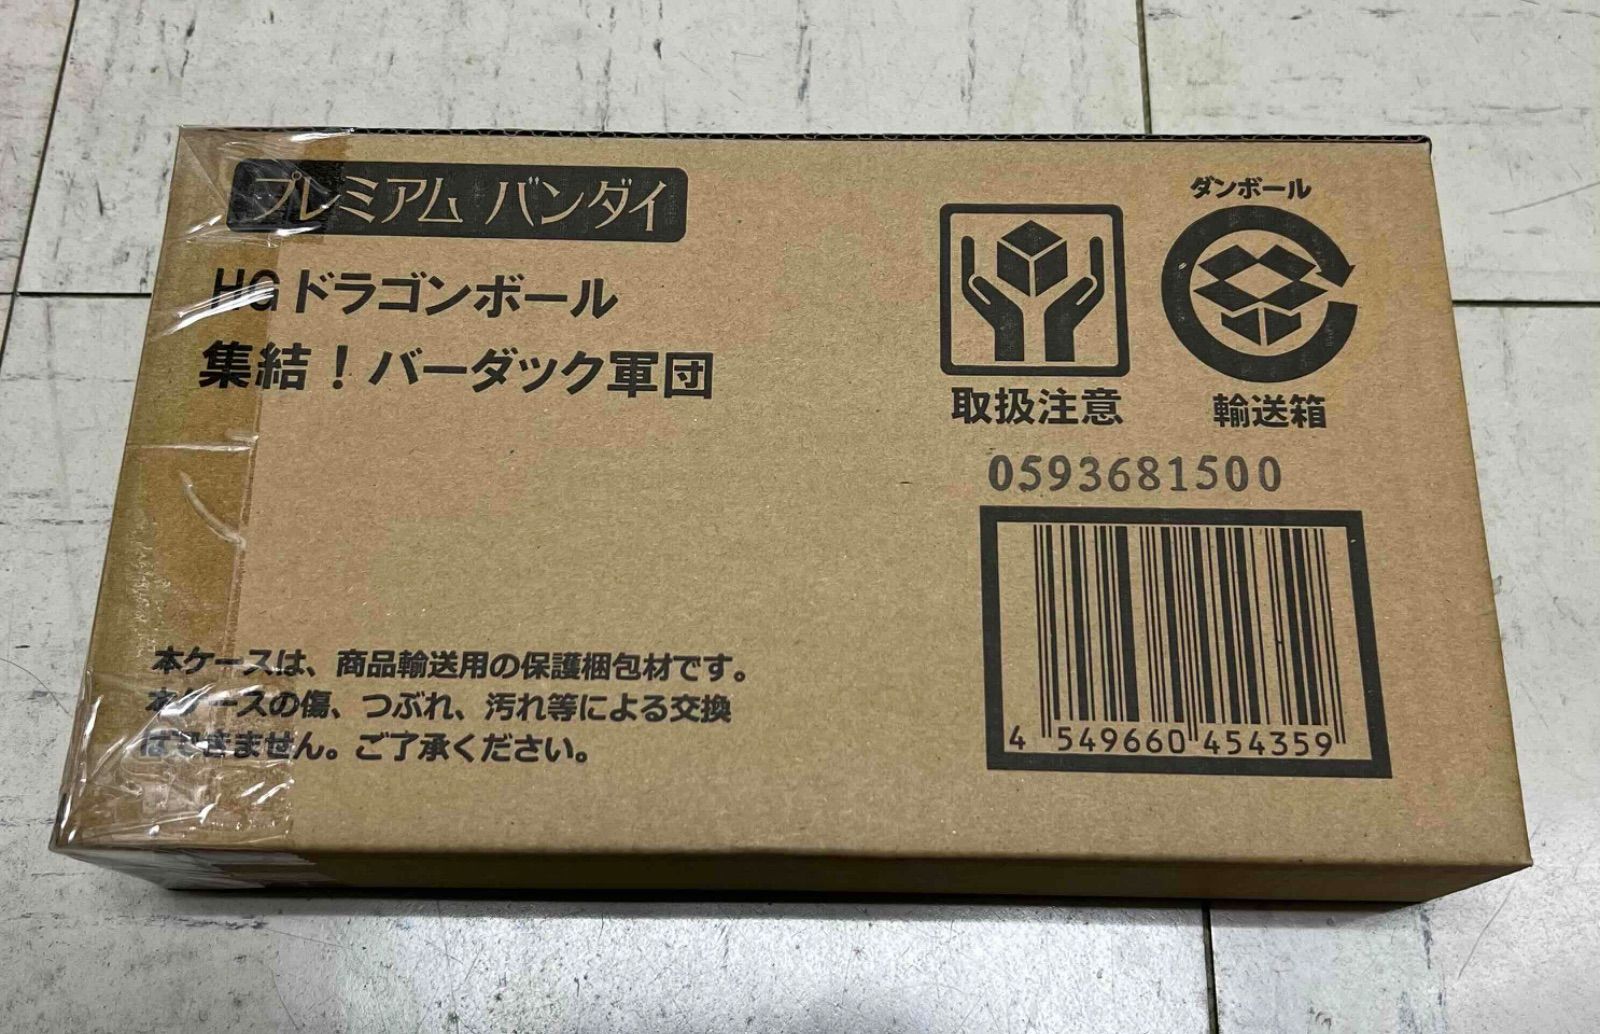 プレミアム バンダイ
HG ドラゴンボール
集結！バーダック軍団
取扱注意
ダンボール
輸送箱
0593681500
4 549660 454359
本ケースは、商品輸送用の保護梱包材です。
本ケースの傷、つぶれ、汚れ等による交換
はできません。ご了承ください。